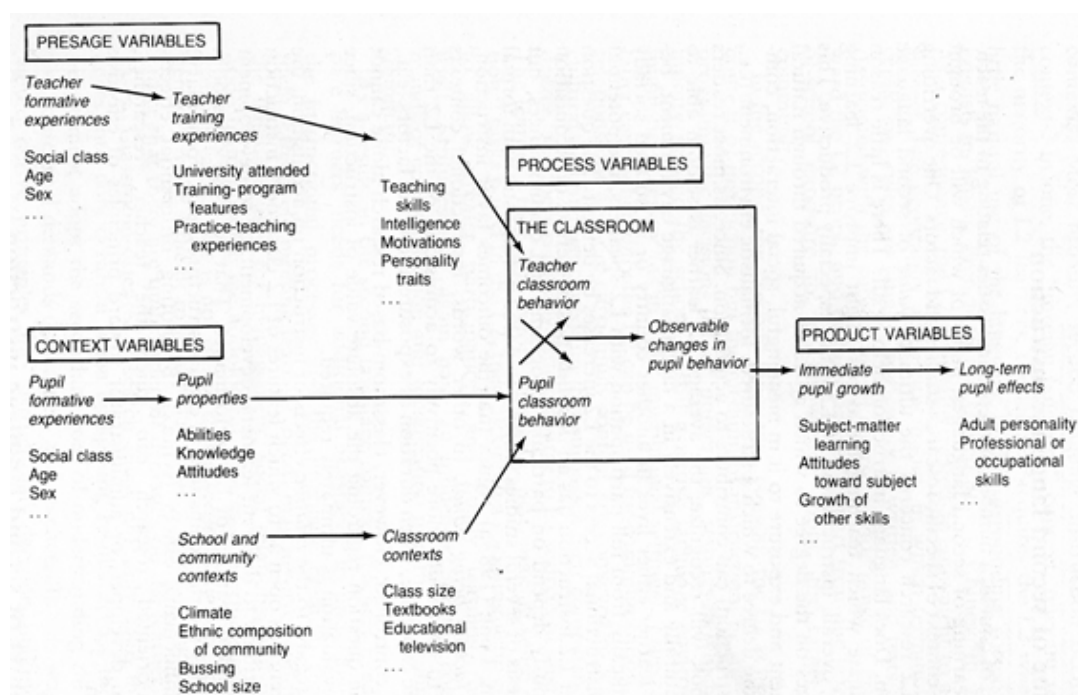 PRESAGE VARIABLES
Teacher
formative
experiences
Social class
Age
Sex
...
Teacher
training
experiences
University attended
Training-program
features
Practice-teaching
experiences
...
Teaching
skills
Intelligence
Motivations
Personality
traits
...
PROCESS VARIABLES
THE CLASSROOM
Teacher
classroom
behavior
Pupil
classroom
behavior
Observable
changes in
pupil behavior
CONTEXT VARIABLES
Pupil
formative
experiences
Social class
Age
Sex
...
Pupil
properties
Abilities
Knowledge
Attitudes
...
School and
community
contexts
Climate
Ethnic composition
of community
Bussing
School size
Classroom
contexts
Class size
Textbooks
Educational
television
...
PRODUCT VARIABLES
Immediate
pupil growth
Subject-matter
learning
Attitudes
toward subject
Growth of
other skills
...
Long-term
pupil effects
Adult personality
Professional or
occupational
skills
...